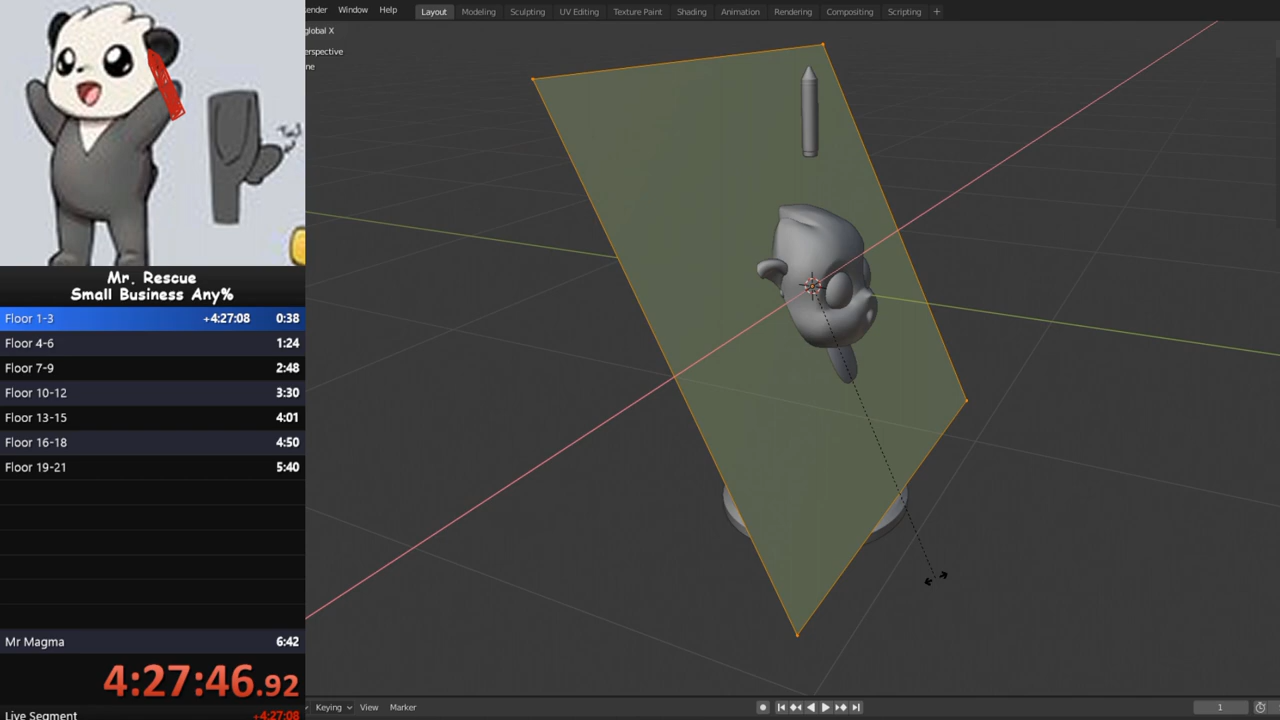 ender Window Help Layout Modeling Sculpting UV Editing Texture Paint Shading Animation Rendering Compositing Scripting +
global X
erspective
ne
Mr. Rescue
Small Business Any%
Floor 1-3 +4:27:08 0:38
Floor 4-6 1:24
Floor 7-9 2:48
Floor 10-12 3:30
Floor 13-15 4:01
Floor 16-18 4:50
Floor 19-21 5:40
Mr Magma 6:42
4:27:46.92
Live Segment +4:27:08
Keying View Marker 1